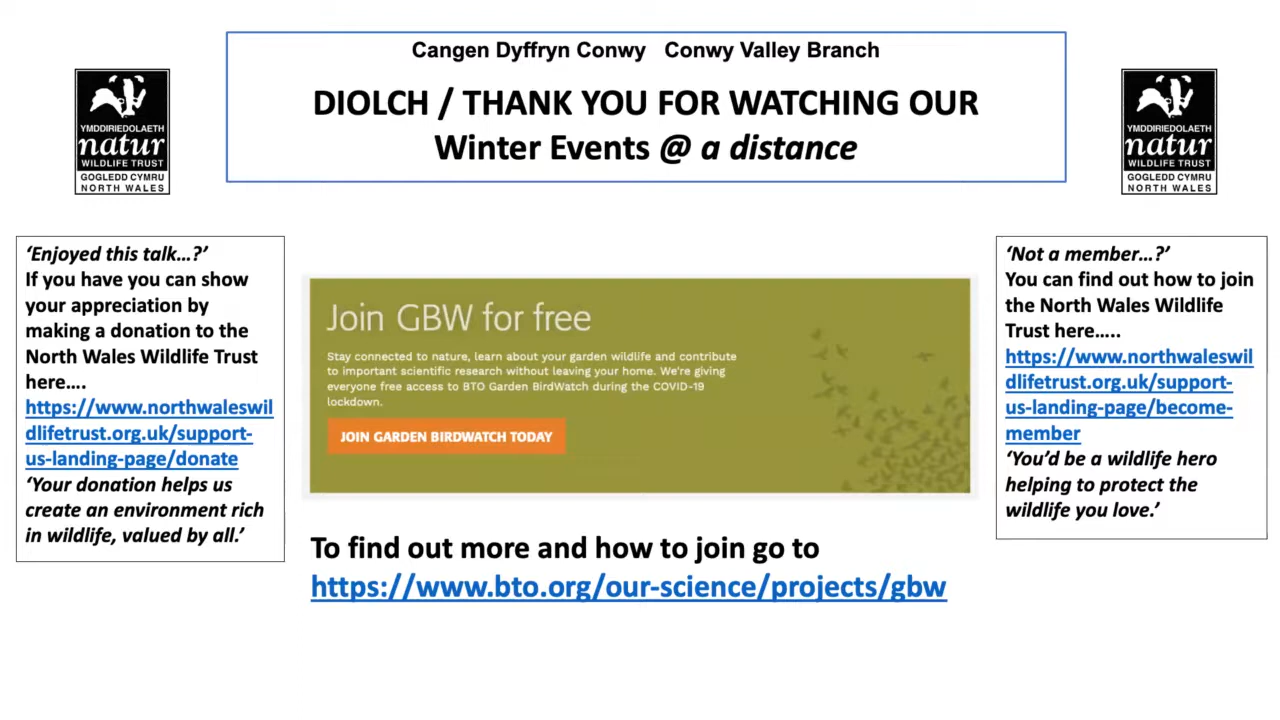 Cangen Dyffryn Conwy   Conwy Valley Branch
DIOLCH / THANK YOU FOR WATCHING OUR
Winter Events @ a distance
YMDDIRIEDOLAETH
natur
WILDLIFE TRUST
GOGLEDD CYMRU
NORTH WALES
YMDDIRIEDOLAETH
natur
WILDLIFE TRUST
GOGLEDD CYMRU
NORTH WALES
‘Enjoyed this talk…?’
If you have you can show
your appreciation by
making a donation to the
North Wales Wildlife Trust
here….
https://www.northwaleswil
dlifetrust.org.uk/support-
us-landing-page/donate
‘Your donation helps us
create an environment rich
in wildlife, valued by all.’
Join GBW for free
Stay connected to nature, learn about your garden wildlife and contribute
to important scientific research without leaving your home. We're giving
everyone free access to BTO Garden BirdWatch during the COVID-19
lockdown.
JOIN GARDEN BIRDWATCH TODAY
To find out more and how to join go to
https://www.bto.org/our-science/projects/gbw
‘Not a member…?’
You can find out how to join
the North Wales Wildlife
Trust here…..
https://www.northwaleswil
dlifetrust.org.uk/support-
us-landing-page/become-
member
‘You’d be a wildlife hero
helping to protect the
wildlife you love.’